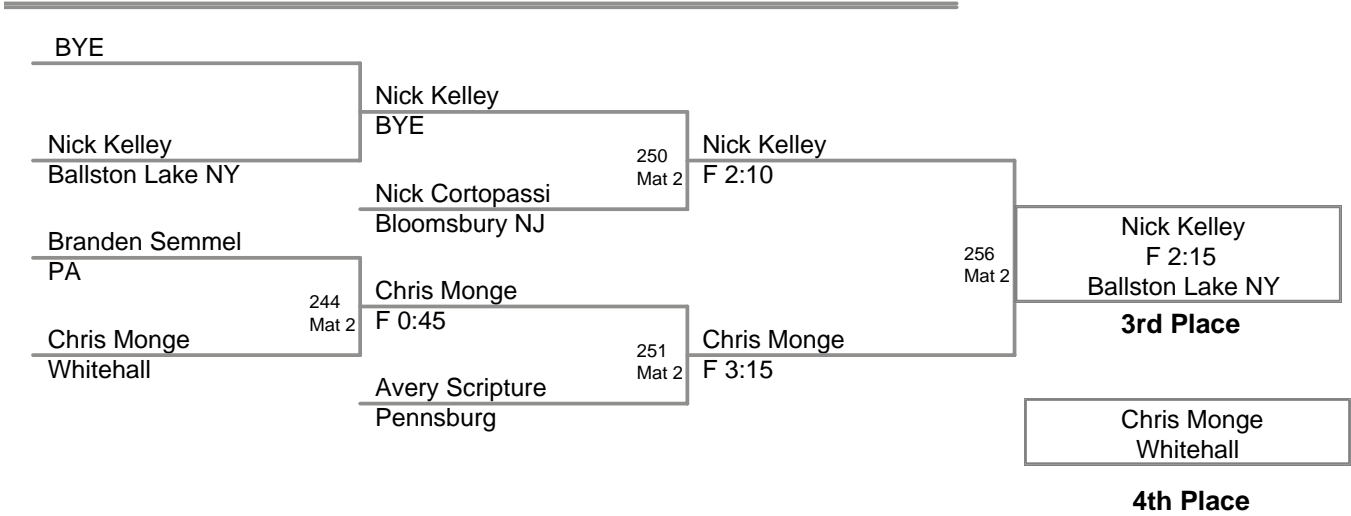 BYE
Nick Kelley
Ballston Lake NY
Branden Semmel
PA
Chris Monge
Whitehall
244
Mat 2
Nick Kelley
BYE
Nick Cortopassi
Bloomsbury NJ
Chris Monge
F 0:45
Avery Scripture
Pennsburg
250
Mat 2
251
Mat 2
Nick Kelley
F 2:10
Chris Monge
F 3:15
256
Mat 2
Nick Kelley
F 2:15
Ballston Lake NY
3rd Place
Chris Monge
Whitehall
4th Place